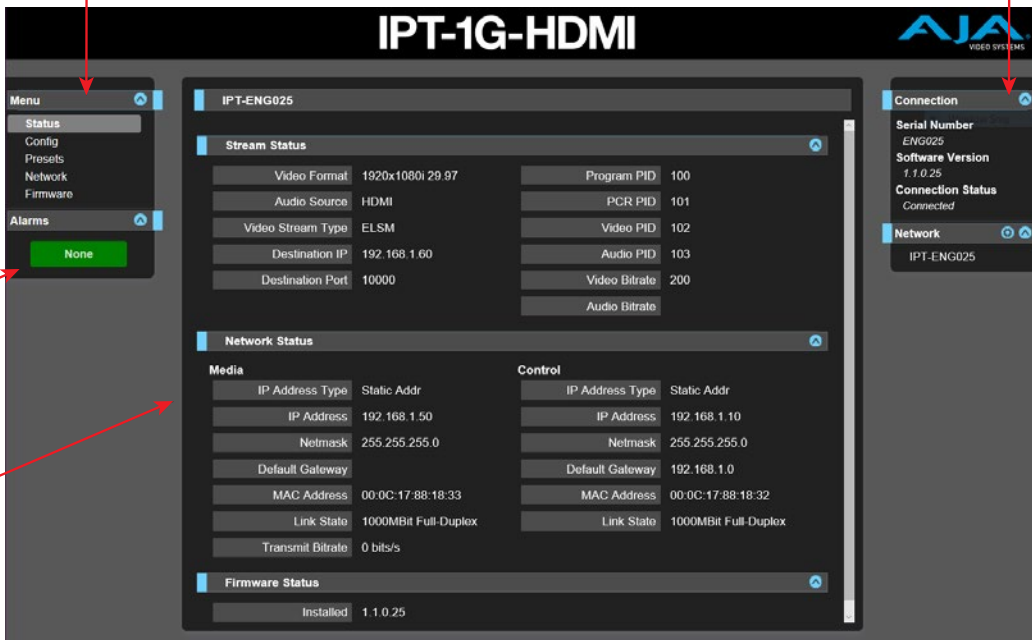 IPT-1G-HDMI
AJA
VIDEO SYSTEMS
Menu
Status
Config
Presets
Network
Firmware
Alarms
None
IPT-ENG025
Stream Status
Video Format 1920x1080i 29.97
Audio Source HDMI
Video Stream Type ELSM
Destination IP 192.168.1.60
Destination Port 10000
Program PID 100
PCR PID 101
Video PID 102
Audio PID 103
Video Bitrate 200
Audio Bitrate
Network Status
Media
IP Address Type Static Addr
IP Address 192.168.1.50
Netmask 255.255.255.0
Default Gateway
MAC Address 00:0C:17:88:18:33
Link State 1000MBit Full-Duplex
Transmit Bitrate 0 bits/s
Control
IP Address Type Static Addr
IP Address 192.168.1.10
Netmask 255.255.255.0
Default Gateway 192.168.1.0
MAC Address 00:0C:17:88:18:32
Link State 1000MBit Full-Duplex
Firmware Status
Installed 1.1.0.25
Connection
Serial Number
ENG025
Software Version
1.1.0.25
Connection Status
Connected
Network
IPT-ENG025